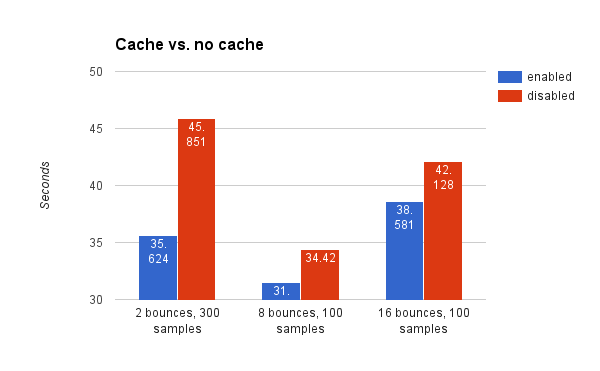 Cache vs. no cache
50
45
40
35
30
Seconds
enabled
disabled
35.
624
45.
851
31.
34.42
38.
581
42.
128
2 bounces, 300
samples
8 bounces, 100
samples
16 bounces, 100
samples